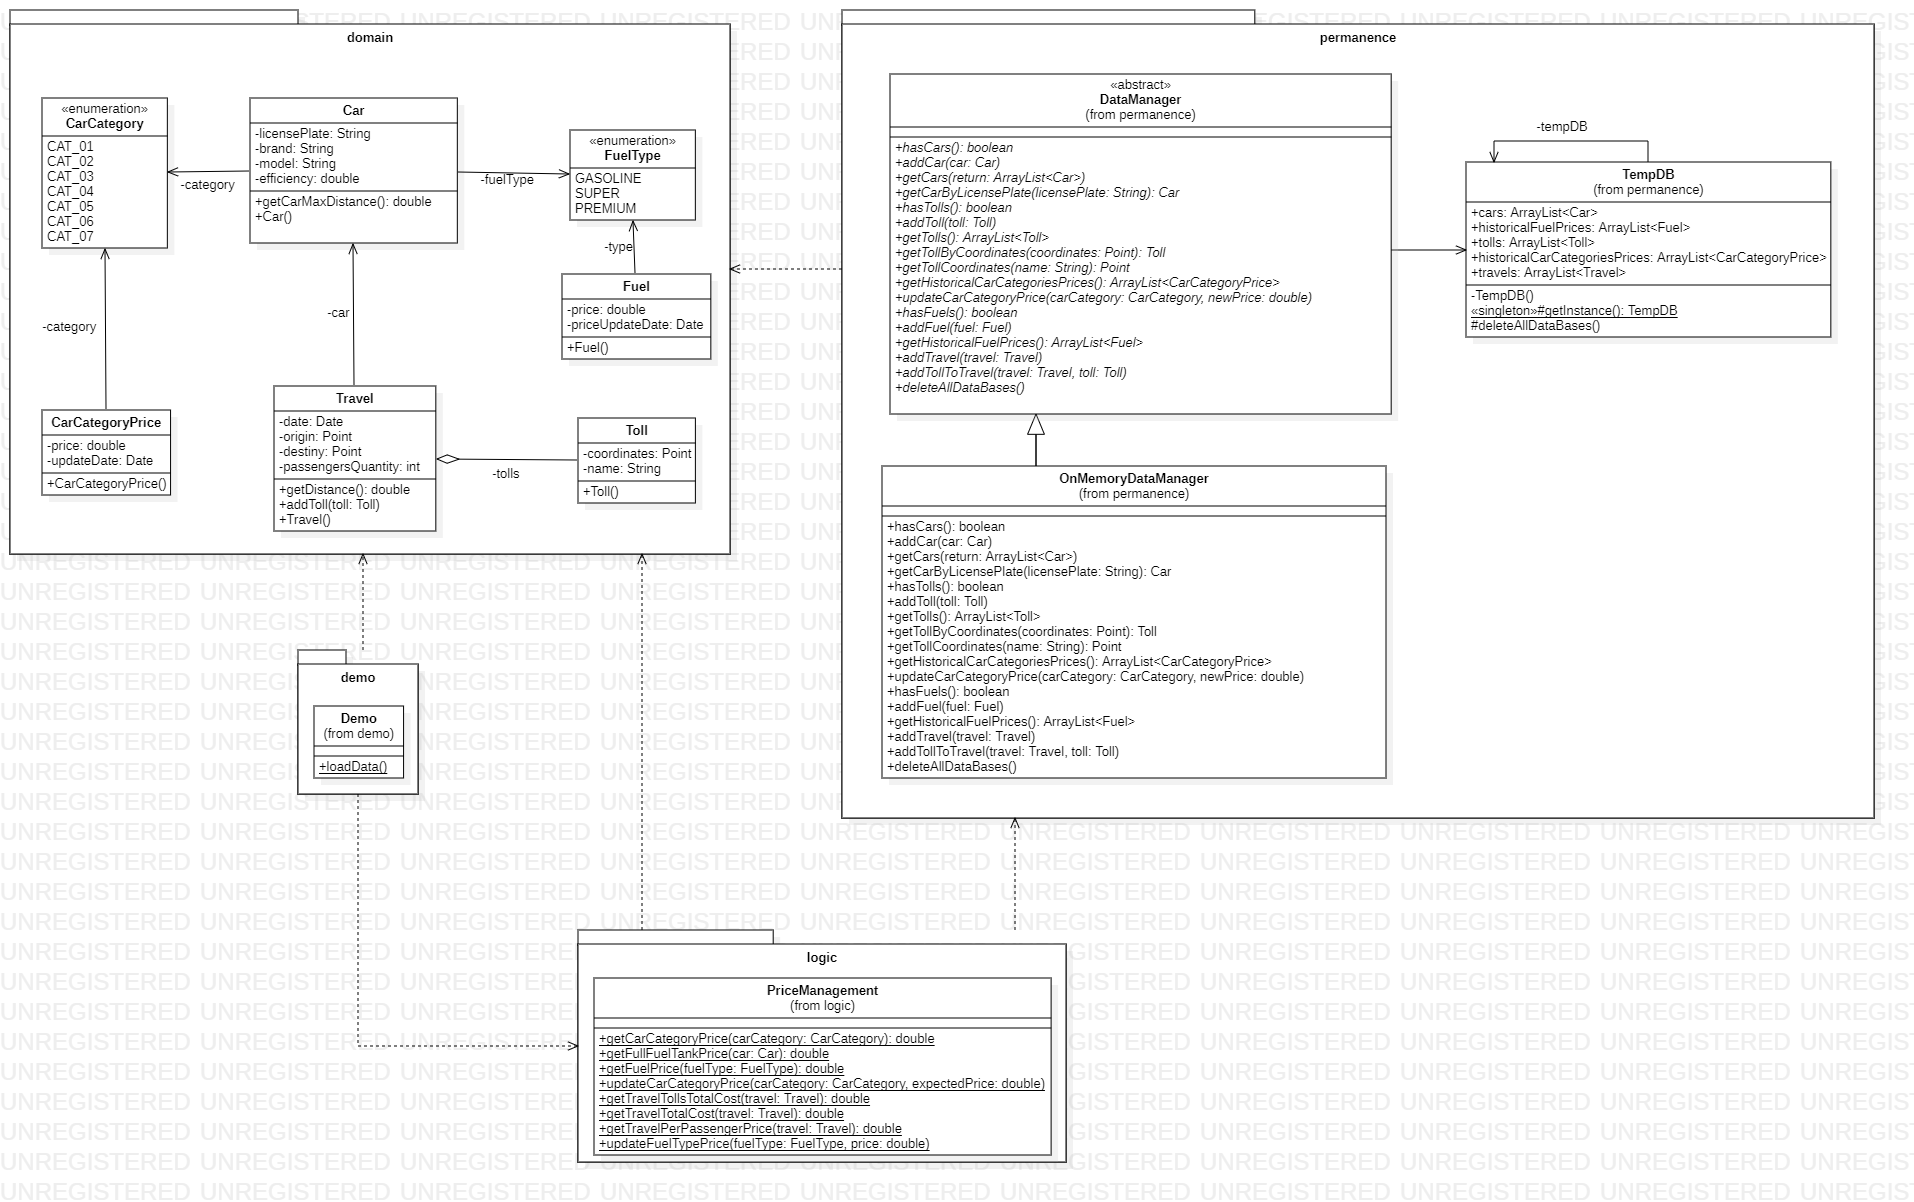 domain
«enumeration»
CarCategory
CAT_01
CAT_02
CAT_03
CAT_04
CAT_05
CAT_06
CAT_07
Car
-licensePlate: String
-brand: String
-model: String
-efficiency: double
+getCarMaxDistance(): double
+Car()
«enumeration»
FuelType
GASOLINE
SUPER
PREMIUM
-category
-fuelType
-type
Fuel
-price: double
-priceUpdateDate: Date
+Fuel()
-category
-car
CarCategoryPrice
-price: double
-updateDate: Date
+CarCategoryPrice()
Travel
-date: Date
-origin: Point
-destiny: Point
-passengersQuantity: int
+getDistance(): double
+addToll(toll: Toll)
+Travel()
-tolls
Toll
-coordinates: Point
-name: String
+Toll()
permanence
«abstract»
DataManager
(from permanence)
+hasCars(): boolean
+addCar(car: Car)
+getCars(return: ArrayList<Car>)
+getCarByLicensePlate(licensePlate: String): Car
+hasTolls(): boolean
+addToll(toll: Toll)
+getTolls(): ArrayList<Toll>
+getTollByCoordinates(coordinates: Point): Toll
+getTollCoordinates(name: String): Point
+getHistoricalCarCategoriesPrices(): ArrayList<CarCategoryPrice>
+updateCarCategoryPrice(carCategory: CarCategory, newPrice: double)
+hasFuels(): boolean
+addFuel(fuel: Fuel)
+getHistoricalFuelPrices(): ArrayList<Fuel>
+addTravel(travel: Travel)
+addTollToTravel(travel: Travel, toll: Toll)
+deleteAllDataBases()
-tempDB
TempDB
(from permanence)
+cars: ArrayList<Car>
+historicalFuelPrices: ArrayList<Fuel>
+tolls: ArrayList<Toll>
+historicalCarCategoriesPrices: ArrayList<CarCategoryPrice>
+travels: ArrayList<Travel>
-TempDB()
«singleton»#getInstance(): TempDB
#deleteAllDataBases()
OnMemoryDataManager
(from permanence)
+hasCars(): boolean
+addCar(car: Car)
+getCars(return: ArrayList<Car>)
+getCarByLicensePlate(licensePlate: String): Car
+hasTolls(): boolean
+addToll(toll: Toll)
+getTolls(): ArrayList<Toll>
+getTollByCoordinates(coordinates: Point): Toll
+getTollCoordinates(name: String): Point
+getHistoricalCarCategoriesPrices(): ArrayList<CarCategoryPrice>
+updateCarCategoryPrice(carCategory: CarCategory, newPrice: double)
+hasFuels(): boolean
+addFuel(fuel: Fuel)
+getHistoricalFuelPrices(): ArrayList<Fuel>
+addTravel(travel: Travel)
+addTollToTravel(travel: Travel, toll: Toll)
+deleteAllDataBases()
demo
Demo
(from demo)
+loadData()
logic
PriceManagement
(from logic)
+getCarCategoryPrice(carCategory: CarCategory): double
+getFullFuelTankPrice(car: Car): double
+getFuelPrice(fuelType: FuelType): double
+updateCarCategoryPrice(carCategory: CarCategory, expectedPrice: double)
+getTravelTollsTotalCost(travel: Travel): double
+getTravelTotalCost(travel: Travel): double
+getTravelPerPassengerPrice(travel: Travel): double
+updateFuelTypePrice(fuelType: FuelType, price: double)
UNREGISTERED